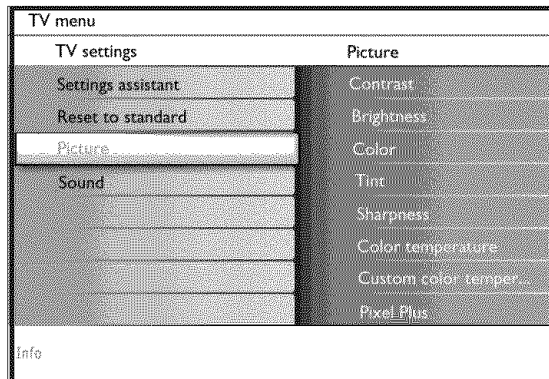 TV menu
TV settings
Picture
Settings assistant
Reset to standard
Picture
Sound
Contrast
Brightness
Color
Tint
Sharpness
Color temperature
Custom color temper...
Pixel Plus
Info